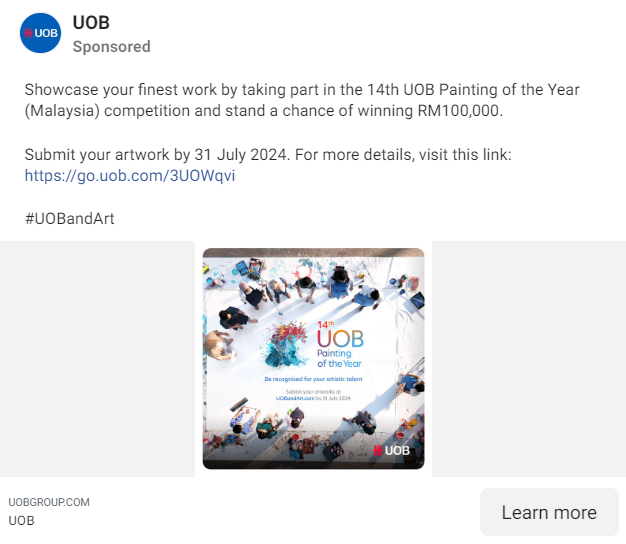 UOB
UOB
Sponsored
Showcase your finest work by taking part in the 14th UOB Painting of the Year
(Malaysia) competition and stand a chance of winning RM100,000.
Submit your artwork by 31 July 2024. For more details, visit this link:
https://go.uob.com/3UOWqvi
#UOBandArt
14th
UOB
Painting
of the Year
Be recognised for your artistic talent
Submit your artworks at
UOBandArt.com by 31 July 2024
UOB
UOBGROUP.COM
UOB
Learn more